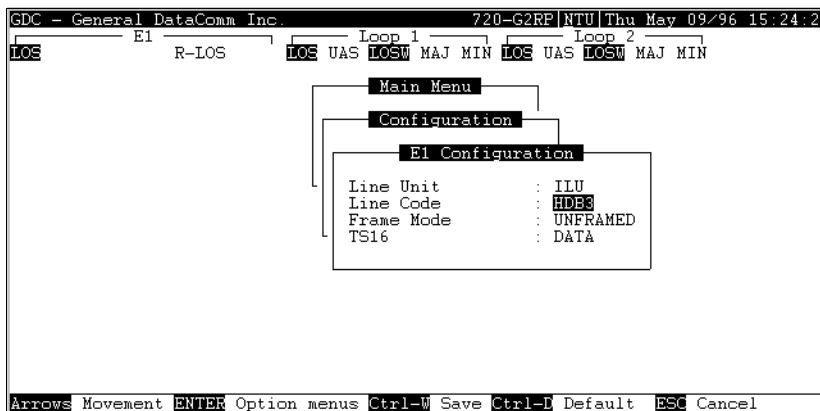 GDC - General DataComm Inc. 720-G2RP|NTU|Thu May 09/96 15:24:2
E1 Loop 1 Loop 2
LOS R-LOS LOS UAS LOSW MAJ MIN LOS UAS LOSW MAJ MIN
Main Menu
Configuration
E1 Configuration
Line Unit : ILU
Line Code : HDB3
Frame Mode : UNFRAMED
TS16 : DATA
Arrows Movement ENTER Option menus Ctrl-W Save Ctrl-D Default ESC Cancel